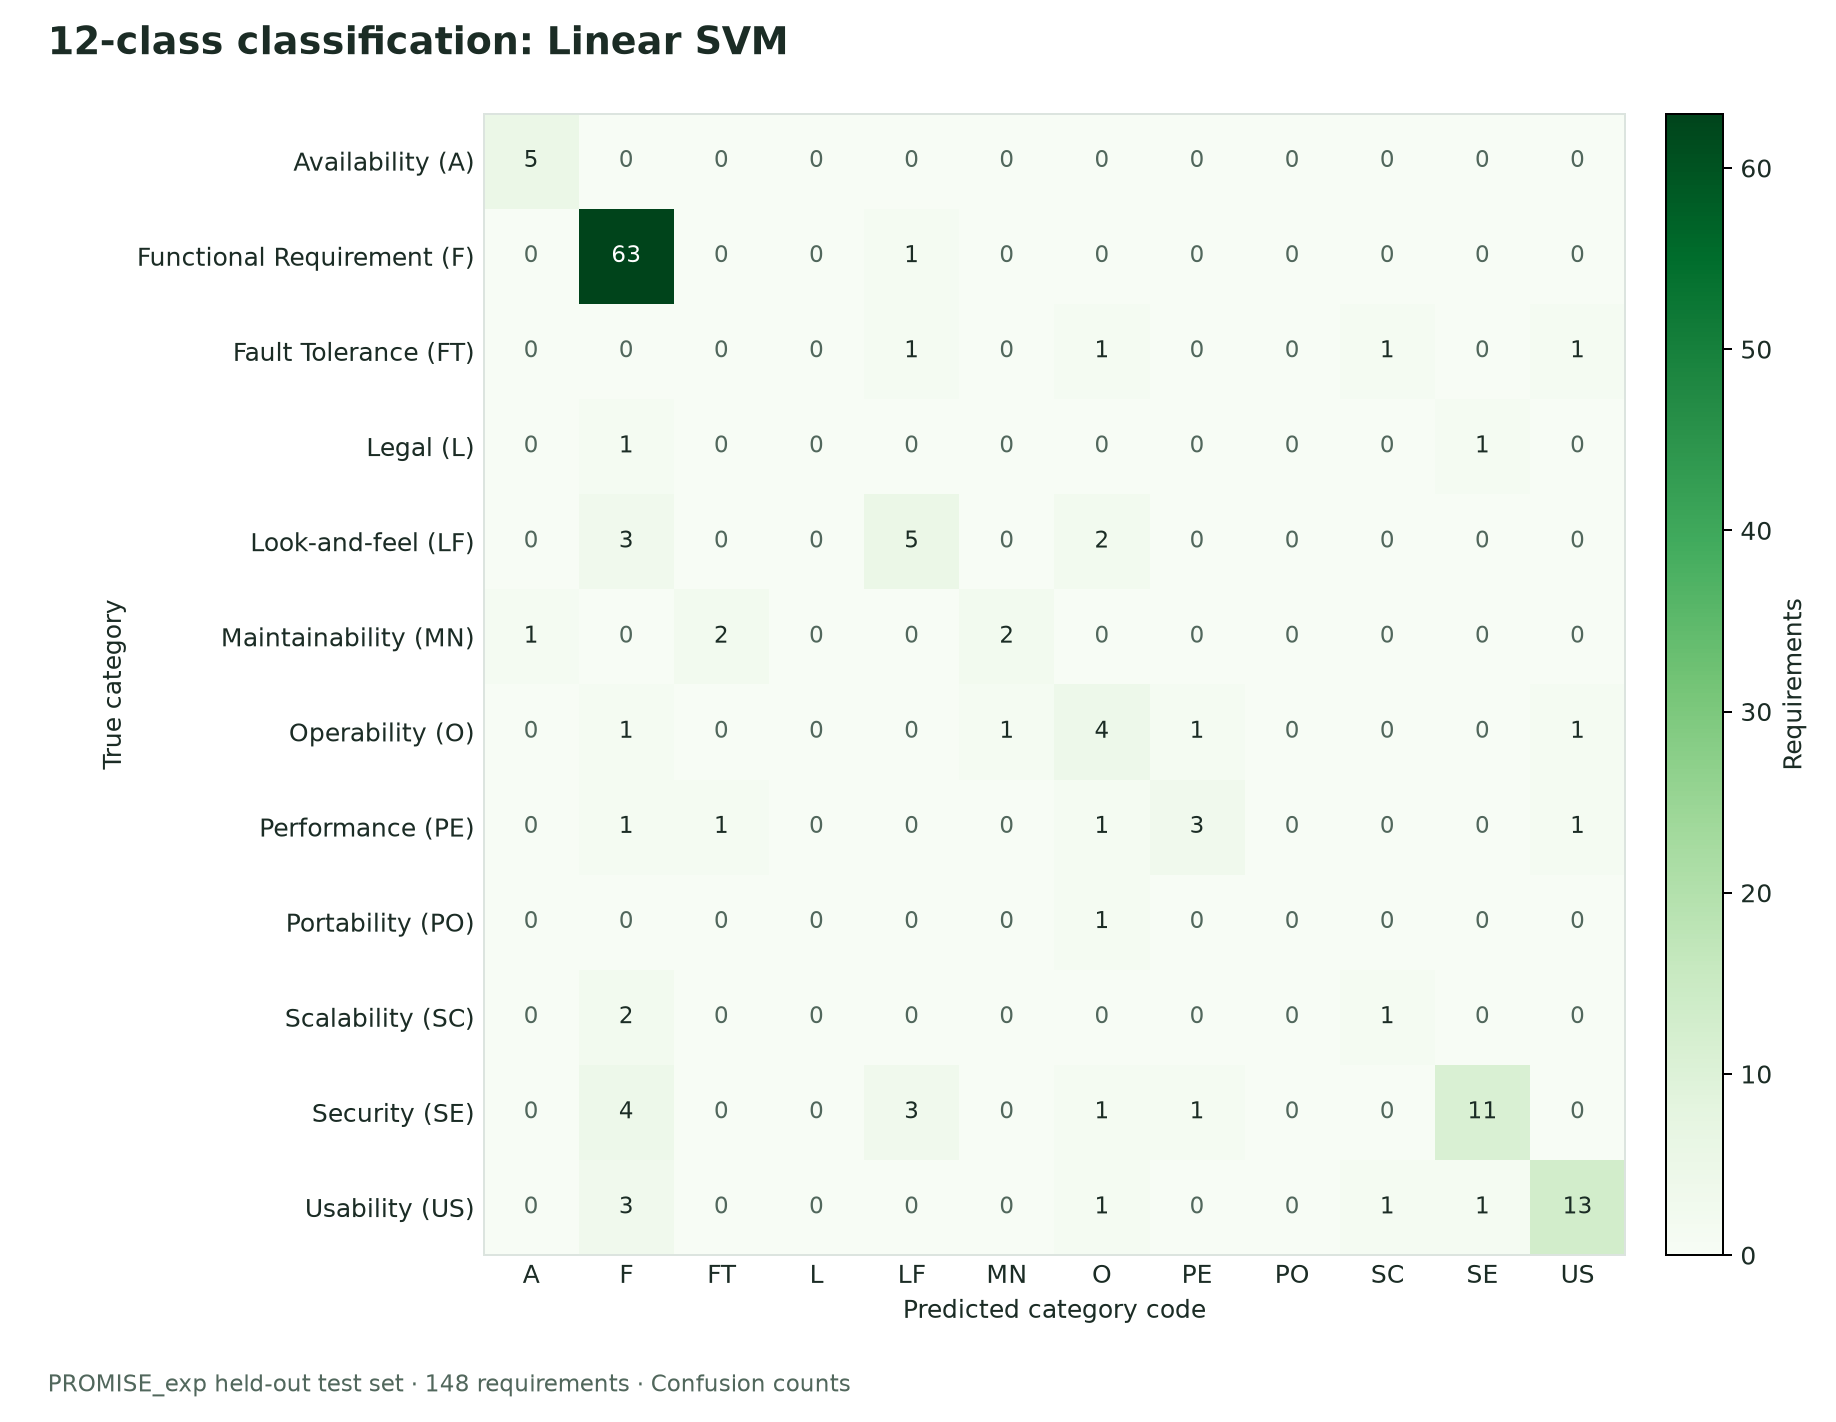 12-class classification: Linear SVM
Availability (A) 5 0 0 0 0 0 0 0 0 0 0 0
Functional Requirement (F) 0 63 0 0 1 0 0 0 0 0 0 0
Fault Tolerance (FT) 0 0 0 0 1 0 1 0 0 1 0 1
Legal (L) 0 1 0 0 0 0 0 0 0 0 1 0
Look-and-feel (LF) 0 3 0 0 5 0 2 0 0 0 0 0
Maintainability (MN) 1 0 2 0 0 2 0 0 0 0 0 0
Operability (O) 0 1 0 0 0 1 4 1 0 0 0 1
Performance (PE) 0 1 1 0 0 0 1 3 0 0 0 1
Portability (PO) 0 0 0 0 0 0 1 0 0 0 0 0
Scalability (SC) 0 2 0 0 0 0 0 0 0 1 0 0
Security (SE) 0 4 0 0 3 0 1 1 0 0 11 0
Usability (US) 0 3 0 0 0 0 1 0 0 1 1 13
A F FT L LF MN O PE PO SC SE US
Predicted category code
True category
60
50
40
30
20
10
0
Requirements
PROMISE_exp held-out test set · 148 requirements · Confusion counts